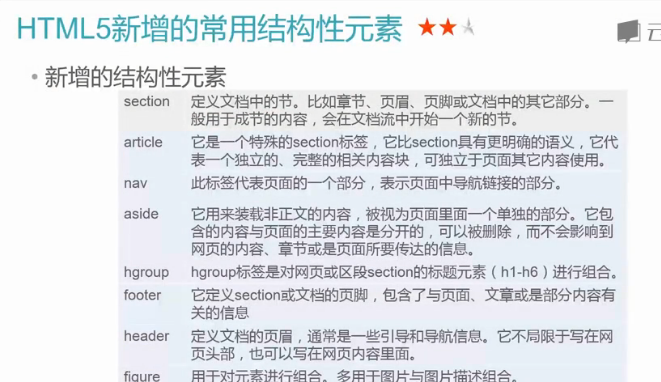 HTML5新增的常用结构性元素
• 新增的结构性元素
section 定义文档中的节。比如章节、页眉、页脚或文档中的其它部分。一
般用于成节的内容，会在文档流中开始一个新的节。
article 它是一个特殊的section标签，它比section具有更明确的语义，它代
表一个独立的、完整的相关内容块，可独立于页面其它内容使用。
nav 此标签代表页面的一个部分，表示页面中导航链接的部分。
aside 它用来装载非正文的内容，被视为页面里面一个单独的部分。它包
含的内容与页面的主要内容是分开的，可以被删除，而不会影响到
网页的内容、章节或是页面所要传达的信息。
hgroup hgroup标签是对网页或区段section的标题元素（h1-h6）进行组合。
footer 它定义section或文档的页脚，包含了与页面、文章或是部分内容有
关的信息
header 定义文档的页眉，通常是一些引导和导航信息。它不局限于写在网
页头部，也可以写在网页内容里面。
figure 用于对元素进行组合。多用于图片与图片描述组合。